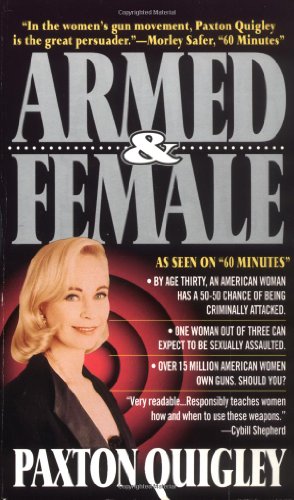 "In the women's gun movement, Paxton Quigley
is the great persuader."—Morley Safer, "60 Minutes"
ARMED
&
FEMALE
AS SEEN ON "60 MINUTES"
• BY AGE THIRTY, AN AMERICAN WOMAN
HAS A 50-50 CHANCE OF BEING
CRIMINALLY ATTACKED.
• ONE WOMAN OUT OF THREE CAN
EXPECT TO BE SEXUALLY ASSAULTED.
• OVER 15 MILLION AMERICAN WOMEN
OWN GUNS. SHOULD YOU?
"Very readable...Responsibly teaches women
how and when to use these weapons."
—Cybill Shepherd
PAXTON QUIGLEY